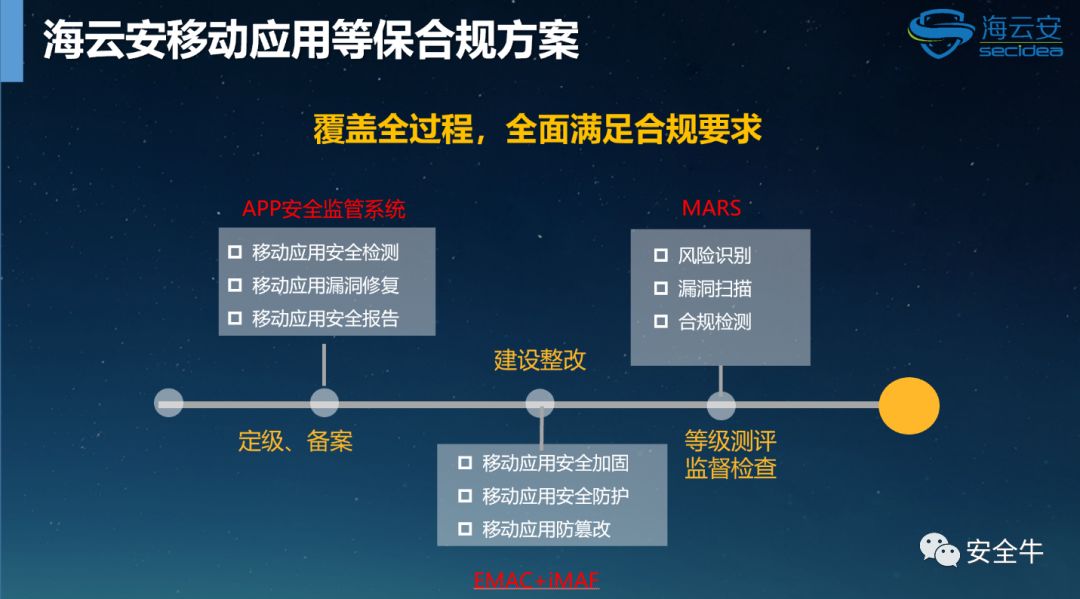 海云安移动应用等保合规方案
海云安
secidea
覆盖全过程，全面满足合规要求
APP安全监管系统
移动应用安全检测
移动应用漏洞修复
移动应用安全报告
MARS
风险识别
漏洞扫描
合规检测
建设整改
定级、备案
等级测评
监督检查
移动应用安全加固
移动应用安全防护
移动应用防篡改
EMAC+iMAF
安全牛